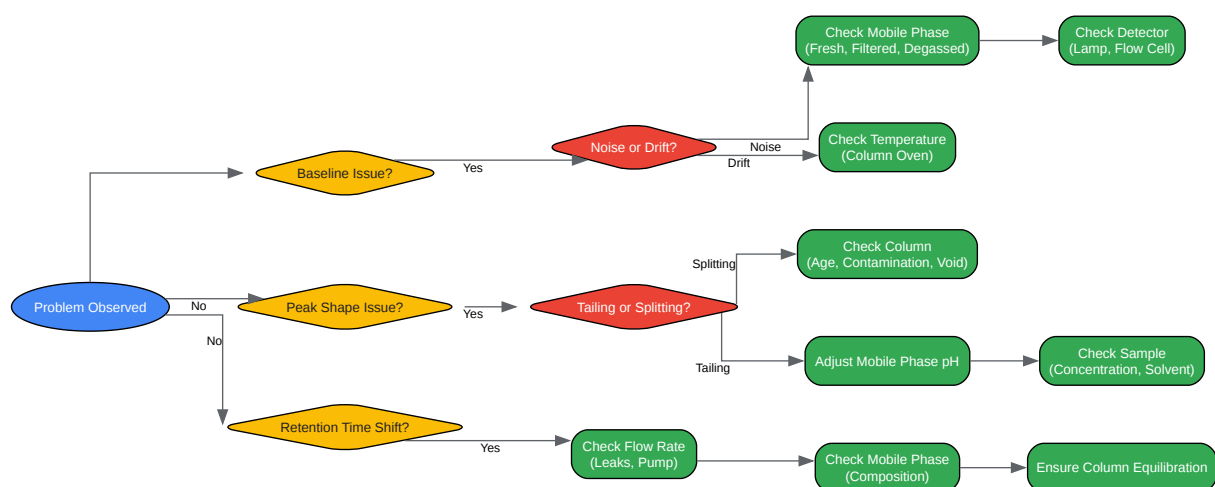 Check Mobile Phase
(Fresh, Filtered, Degassed)
Check Detector
(Lamp, Flow Cell)
Noise or Drift?
Noise
Drift
Check Temperature
(Column Oven)
Baseline Issue?
Yes
Check Column
(Age, Contamination, Void)
Splitting
Problem Observed
No
No
Peak Shape Issue?
Yes
Tailing or Splitting?
Tailing
Adjust Mobile Phase pH
Check Sample
(Concentration, Solvent)
Retention Time Shift?
Yes
Check Flow Rate
(Leaks, Pump)
Check Mobile Phase
(Composition)
Ensure Column Equilibration